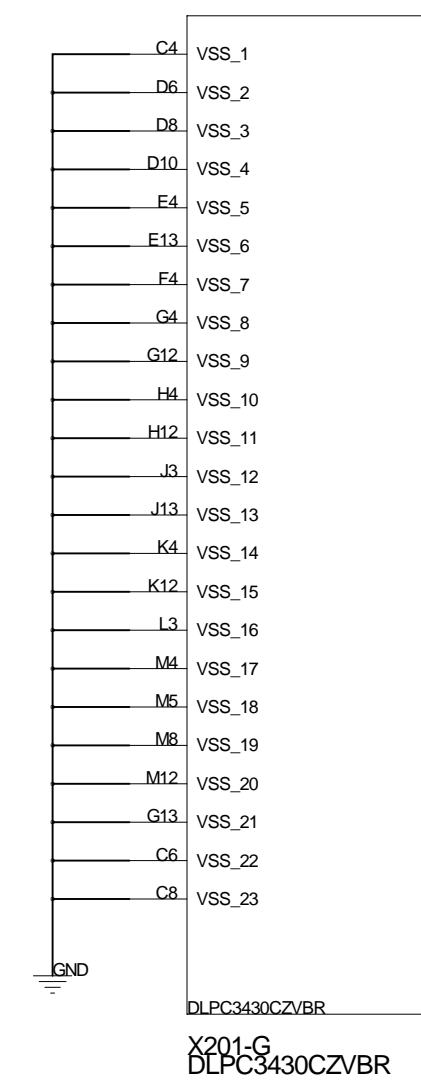 C4 VSS_1
D6 VSS_2
D8 VSS_3
D10 VSS_4
E4 VSS_5
E13 VSS_6
F4 VSS_7
G4 VSS_8
G12 VSS_9
H4 VSS_10
H12 VSS_11
J3 VSS_12
J13 VSS_13
K4 VSS_14
K12 VSS_15
L3 VSS_16
M4 VSS_17
M5 VSS_18
M8 VSS_19
M12 VSS_20
G13 VSS_21
C6 VSS_22
C8 VSS_23
GND
DLPC3430CZVBR
X201-G
DLPC3430CZVBR